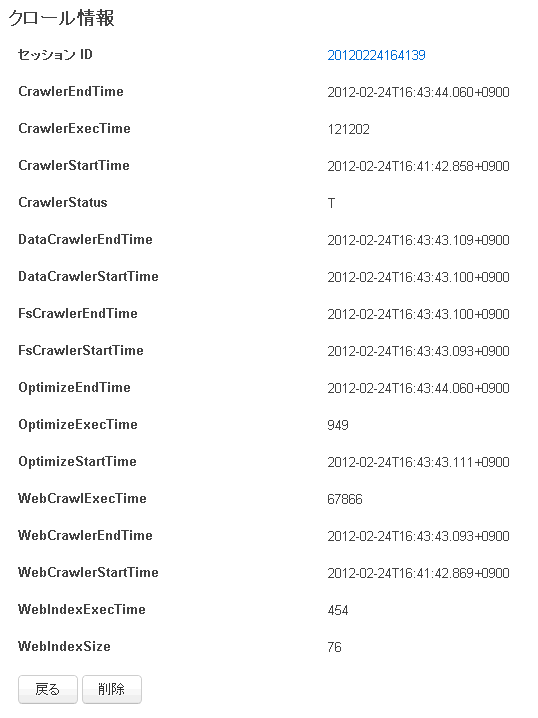 クロール情報
セッション ID 20120224164139
CrawlerEndTime 2012-02-24T16:43:44.060+0900
CrawlerExecTime 121202
CrawlerStartTime 2012-02-24T16:41:42.858+0900
CrawlerStatus T
DataCrawlerEndTime 2012-02-24T16:43:43.109+0900
DataCrawlerStartTime 2012-02-24T16:43:43.100+0900
FsCrawlerEndTime 2012-02-24T16:43:43.100+0900
FsCrawlerStartTime 2012-02-24T16:43:43.093+0900
OptimizeEndTime 2012-02-24T16:43:44.060+0900
OptimizeExecTime 949
OptimizeStartTime 2012-02-24T16:43:43.111+0900
WebCrawlExecTime 67866
WebCrawlerEndTime 2012-02-24T16:43:43.093+0900
WebCrawlerStartTime 2012-02-24T16:41:42.869+0900
WebIndexExecTime 454
WebIndexSize 76
戻る 削除